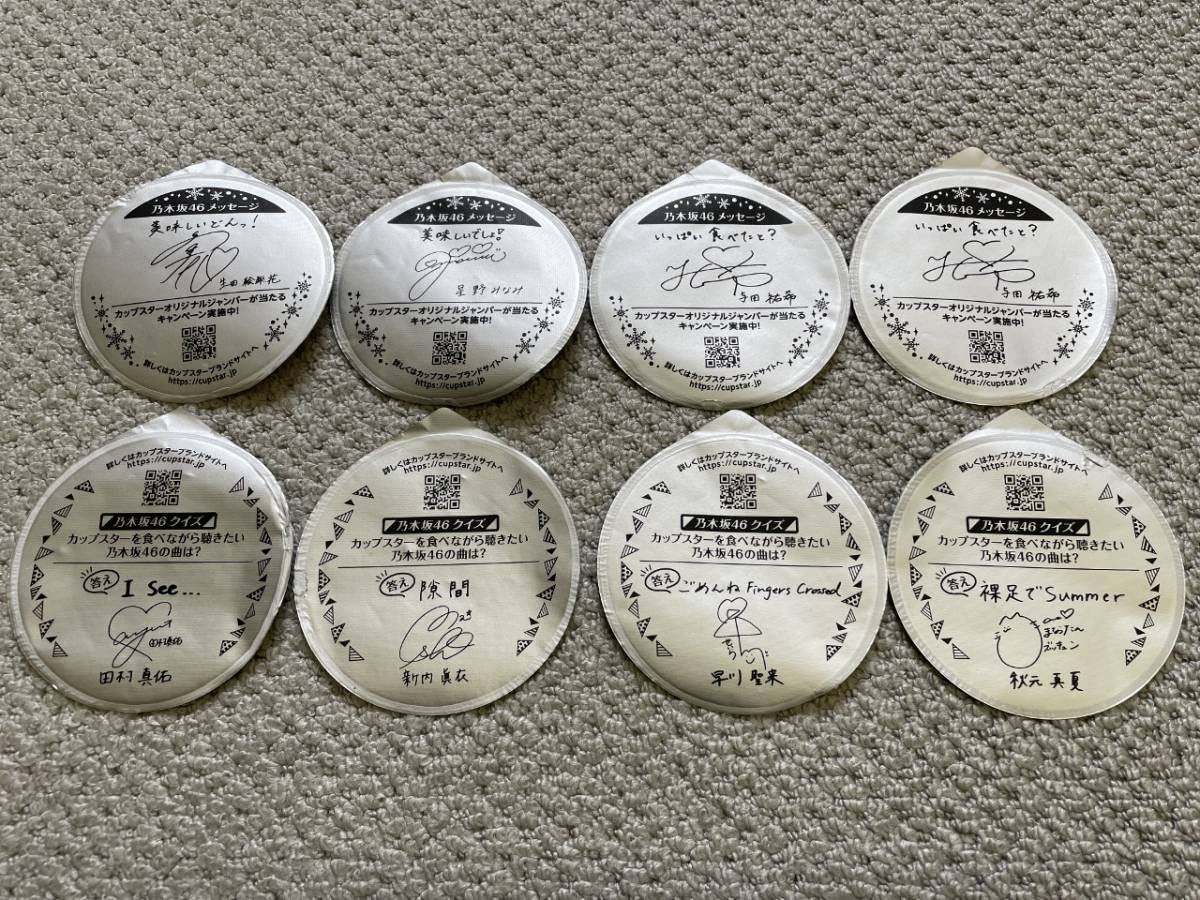 乃木坂46 メッセージ
美味しいどんっ!
生田 絵梨花
カップスターオリジナルジャンパーが当たる
キャンペーン実施中!
詳しくはカップスターブランドサイトへ
https://cupstar.jp
乃木坂46 メッセージ
美味しいでしょ?
星野 みなみ
カップスターオリジナルジャンパーが当たる
キャンペーン実施中!
詳しくはカップスターブランドサイトへ
https://cupstar.jp
乃木坂46 メッセージ
いっぱい 食べたと?
与田 祐希
カップスターオリジナルジャンパーが当たる
キャンペーン実施中!
詳しくはカップスターブランドサイトへ
https://cupstar.jp
乃木坂46 メッセージ
いっぱい 食べたと?
与田 祐希
カップスターオリジナルジャンパーが当たる
キャンペーン実施中!
詳しくはカップスターブランドサイトへ
https://cupstar.jp
詳しくはカップスターブランドサイトへ
https://cupstar.jp
乃木坂46 クイズ
カップスターを食べながら聴きたい
乃木坂46の曲は?
答え I see...
田村真佑
田村 真佑
詳しくはカップスターブランドサイトへ
https://cupstar.jp
乃木坂46 クイズ
カップスターを食べながら聴きたい
乃木坂46の曲は?
答え 隙間
新内 眞衣
詳しくはカップスターブランドサイトへ
https://cupstar.jp
乃木坂46 クイズ
カップスターを食べながら聴きたい
乃木坂46の曲は?
答え ごめんね Fingers Crossed
早川 聖来
詳しくはカップスターブランドサイトへ
https://cupstar.jp
乃木坂46 クイズ
カップスターを食べながら聴きたい
乃木坂46の曲は?
答え 裸足でSummer
まなったん
ズッキュン
秋元 真夏